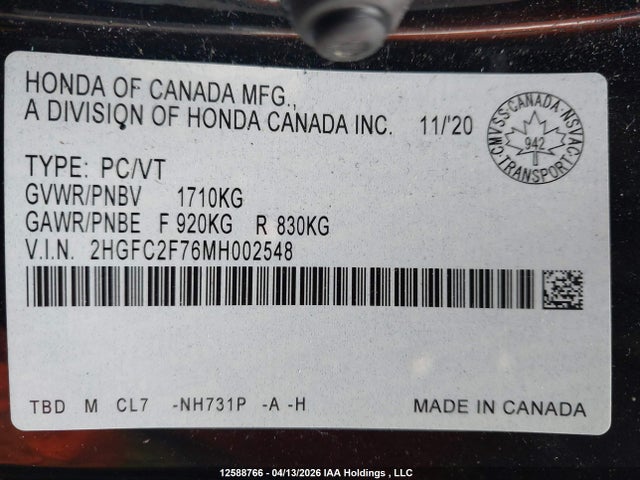 HONDA OF CANADA MFG.,
A DIVISION OF HONDA CANADA INC. 11/'20
CMVSS·CANADA·NSVAC·TRANSPORT·
942
TYPE: PC/VT
GVWR/PNBV 1710KG
GAWR/PNBE F 920KG R 830KG
V.I.N. 2HGFC2F76MH002548
TBD M CL7 -NH731P -A -H MADE IN CANADA
12588766 - 04/13/2026 IAA Holdings , LLC